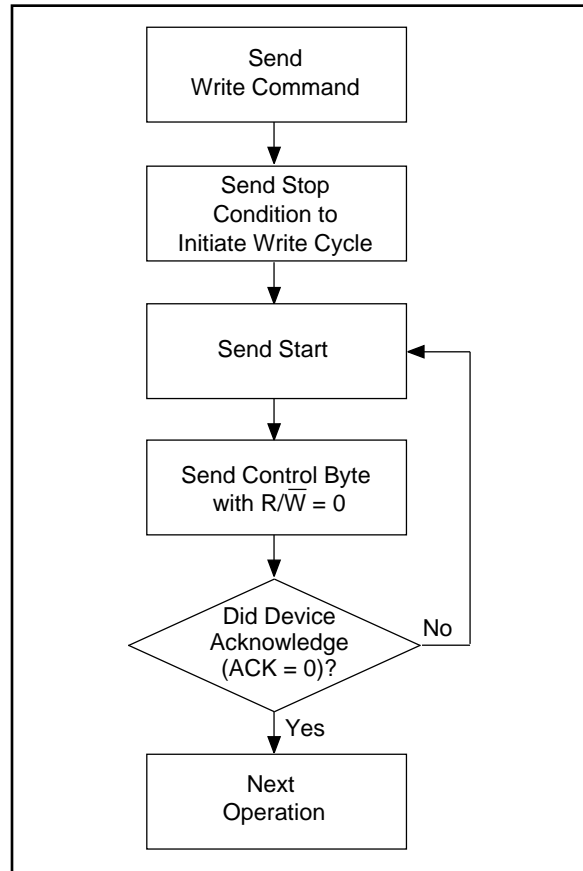 Send
Write Command
Send Stop
Condition to
Initiate Write Cycle
Send Start
Send Control Byte
with R/W̅ = 0
Did Device
Acknowledge
(ACK = 0)?
No
Yes
Next
Operation